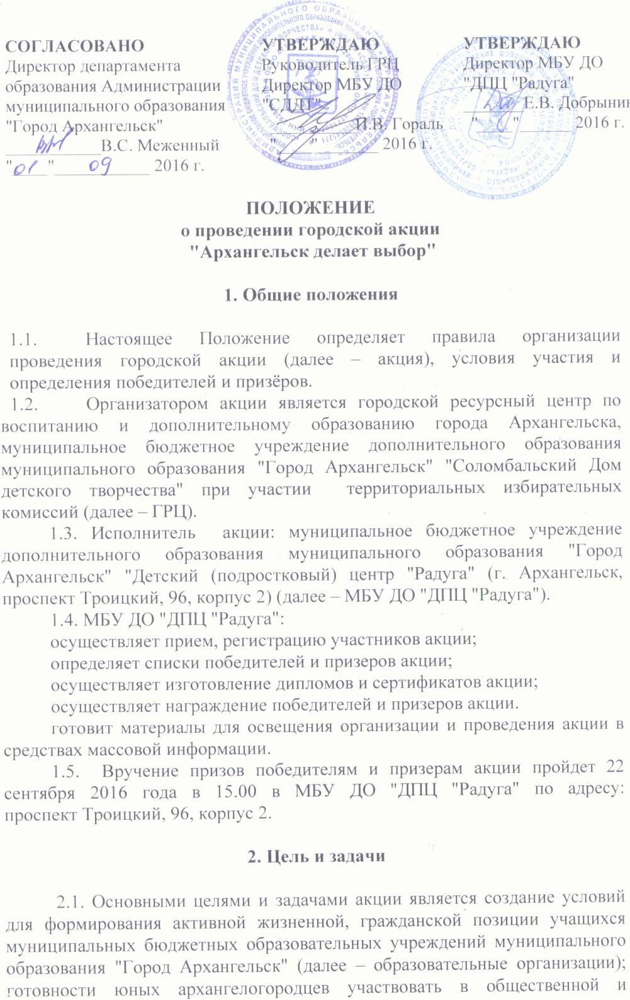 СОГЛАСОВАНО
Директор департамента
образования Администрации
муниципального образования
"Город Архангельск"
___________В.С. Меженный
"01"___09______ 2016 г.
УТВЕРЖДАЮ
Руководитель ГРЦ
Директор МБУ ДО
"СДДТ"
___________И.В. Гораль
"____"_______ 2016 г.
УТВЕРЖДАЮ
Директор МБУ ДО
"ДПЦ "Радуга"
_______Е.В. Добрынин
"____"______ 2016 г.
ПОЛОЖЕНИЕ
о проведении городской акции
"Архангельск делает выбор"
1. Общие положения
1.1. Настоящее Положение определяет правила организации
проведения городской акции (далее – акция), условия участия и
определения победителей и призёров.
1.2. Организатором акции является городской ресурсный центр по
воспитанию и дополнительному образованию города Архангельска,
муниципальное бюджетное учреждение дополнительного образования
муниципального образования "Город Архангельск" "Соломбальский Дом
детского творчества" при участии территориальных избирательных
комиссий (далее – ГРЦ).
1.3. Исполнитель акции: муниципальное бюджетное учреждение
дополнительного образования муниципального образования "Город
Архангельск" "Детский (подростковый) центр "Радуга" (г. Архангельск,
проспект Троицкий, 96, корпус 2) (далее – МБУ ДО "ДПЦ "Радуга").
1.4. МБУ ДО "ДПЦ "Радуга":
осуществляет прием, регистрацию участников акции;
определяет списки победителей и призеров акции;
осуществляет изготовление дипломов и сертификатов акции;
осуществляет награждение победителей и призеров акции.
готовит материалы для освещения организации и проведения акции в
средствах массовой информации.
1.5. Вручение призов победителям и призерам акции пройдет 22
сентября 2016 года в 15.00 в МБУ ДО "ДПЦ "Радуга" по адресу:
проспект Троицкий, 96, корпус 2.
2. Цель и задачи
2.1. Основными целями и задачами акции является создание условий
для формирования активной жизненной, гражданской позиции учащихся
муниципальных бюджетных образовательных учреждений муниципального
образования "Город Архангельск" (далее – образовательные организации);
готовности юных архангелогородцев участвовать в общественной и